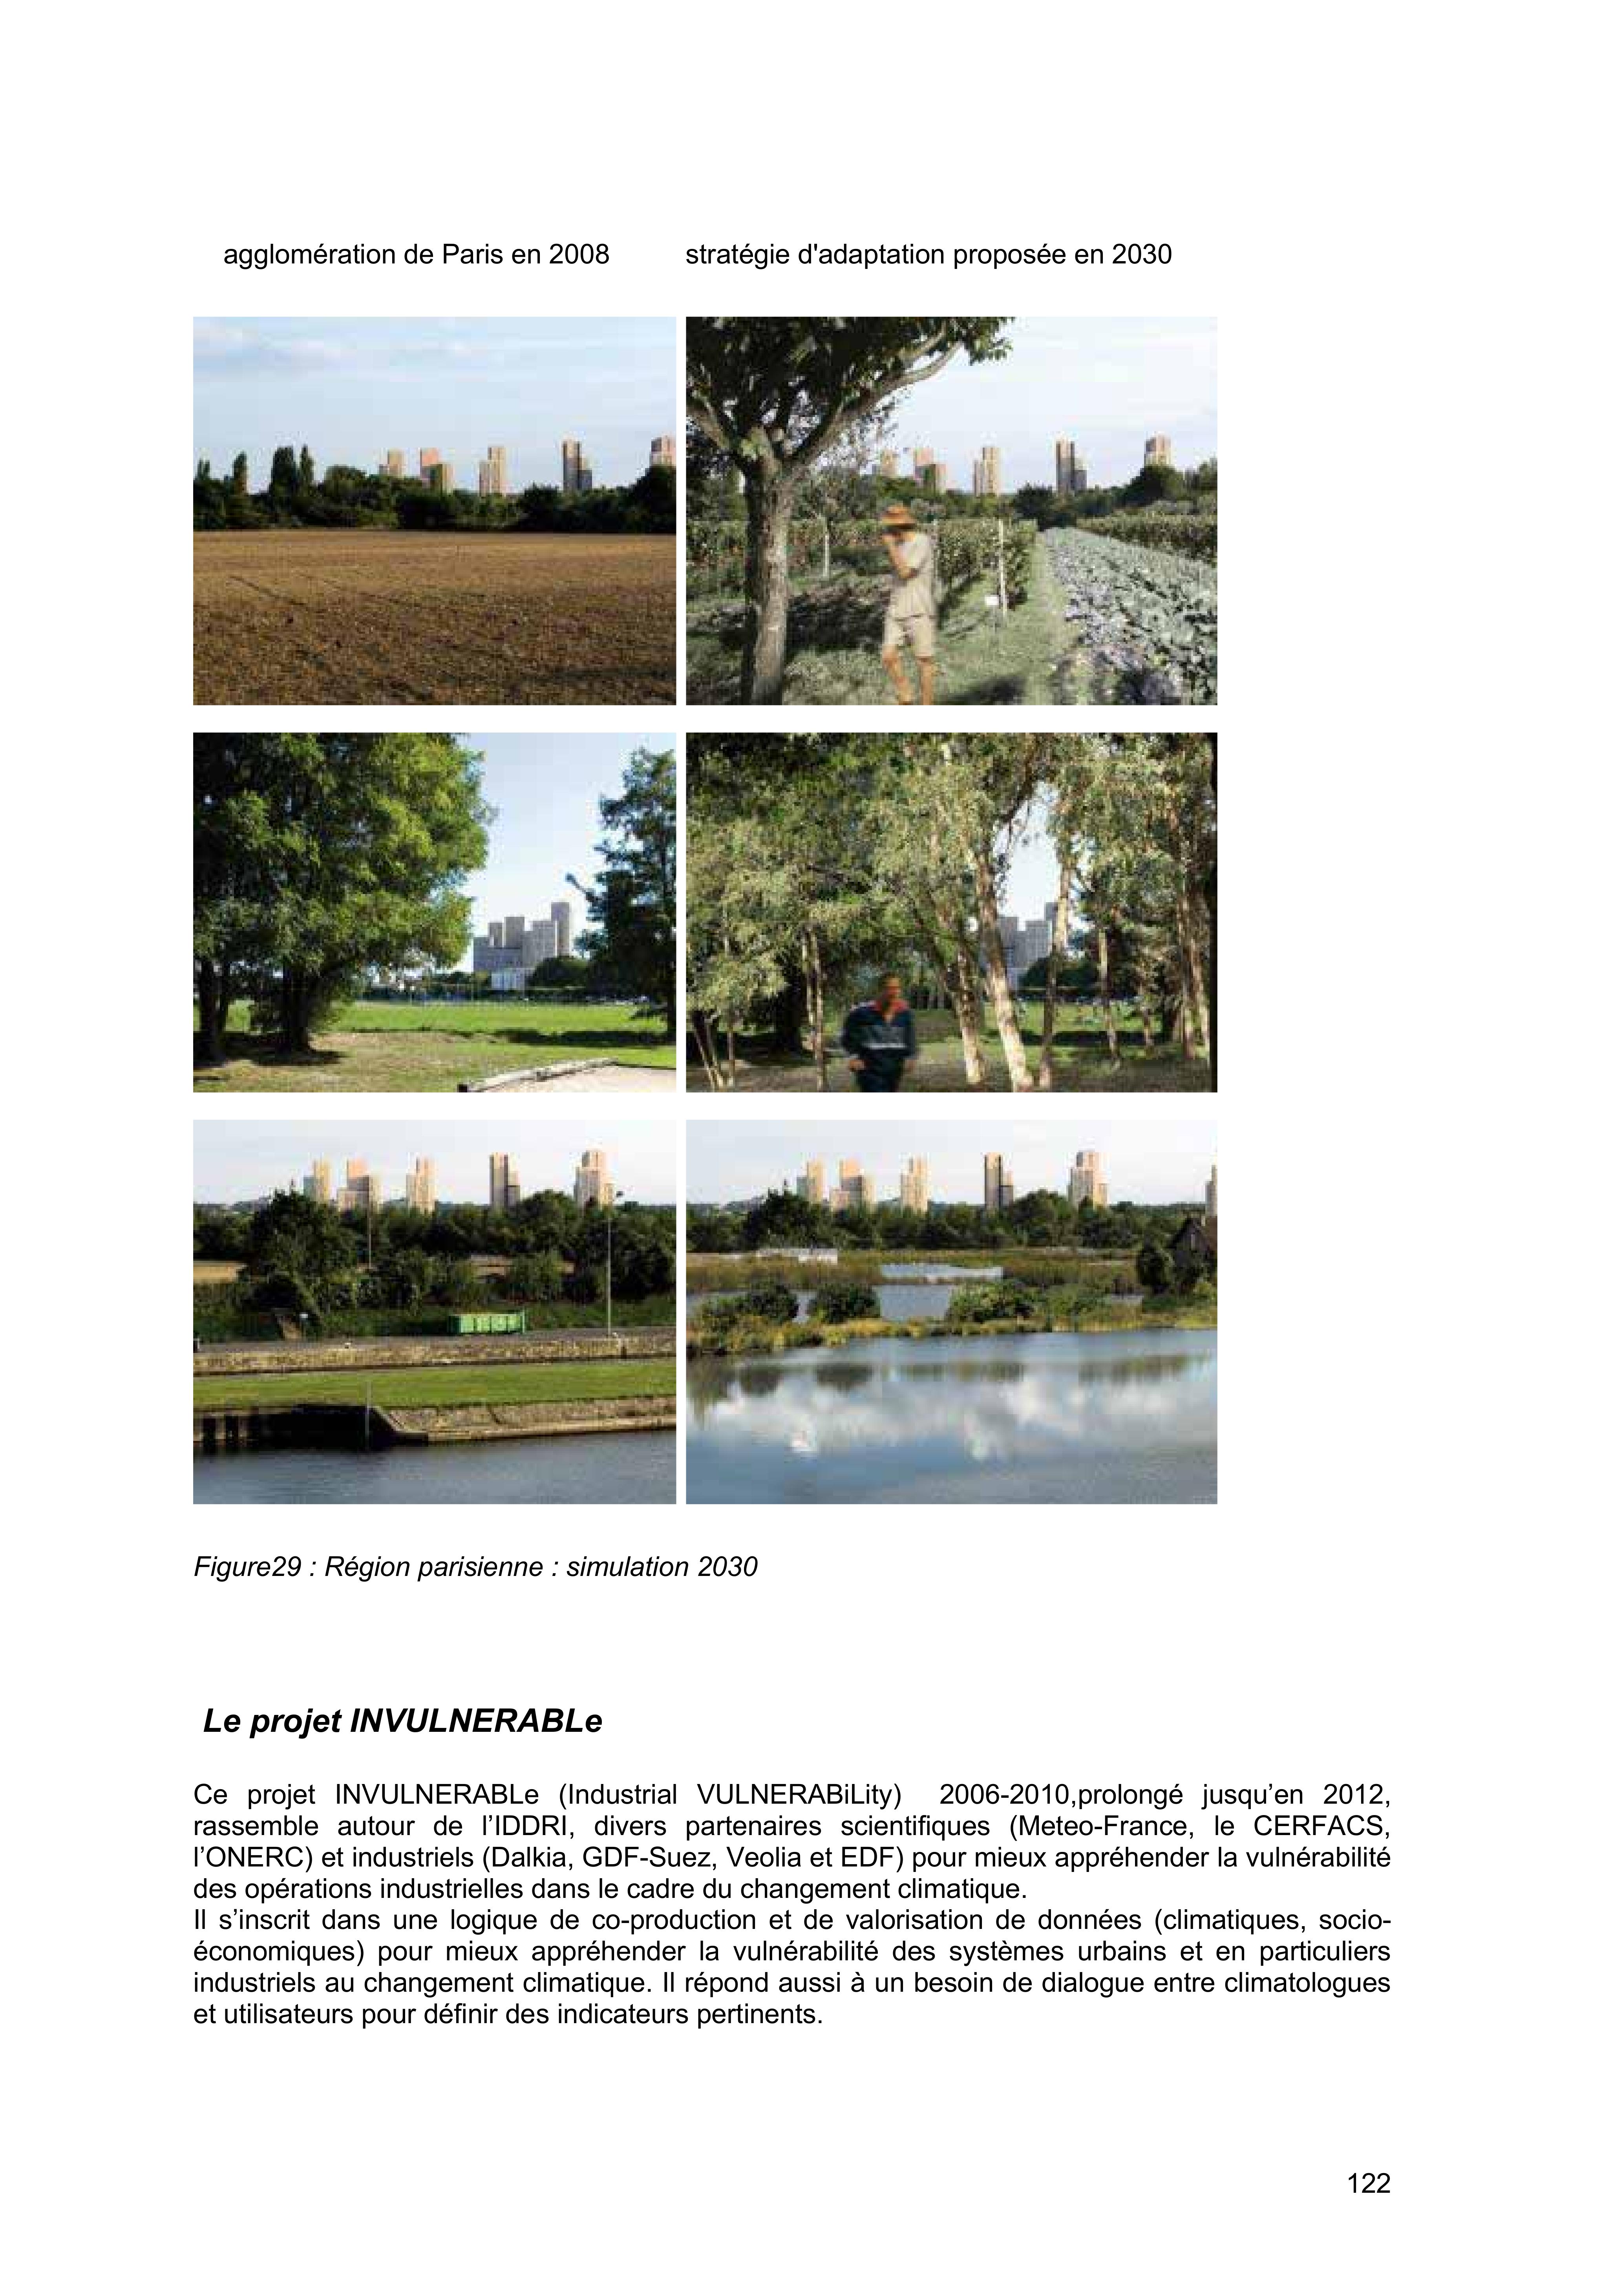 agglomération de Paris en 2008
stratégie d'adaptation proposée en 2030
Figure29 : Région parisienne : simulation 2030
Le projet INVULNERABLe
Ce projet INVULNERABLe (Industrial VULNERABiLity) 2006-2010,prolongé jusqu’en 2012,
rassemble autour de l’IDDRI, divers partenaires scientifiques (Meteo-France, le CERFACS,
l’ONERC) et industriels (Dalkia, GDF-Suez, Veolia et EDF) pour mieux appréhender la vulnérabilité
des opérations industrielles dans le cadre du changement climatique.
Il s’inscrit dans une logique de co-production et de valorisation de données (climatiques, socio-
économiques) pour mieux appréhender la vulnérabilité des systèmes urbains et en particuliers
industriels au changement climatique. Il répond aussi à un besoin de dialogue entre climatologues
et utilisateurs pour définir des indicateurs pertinents.
122